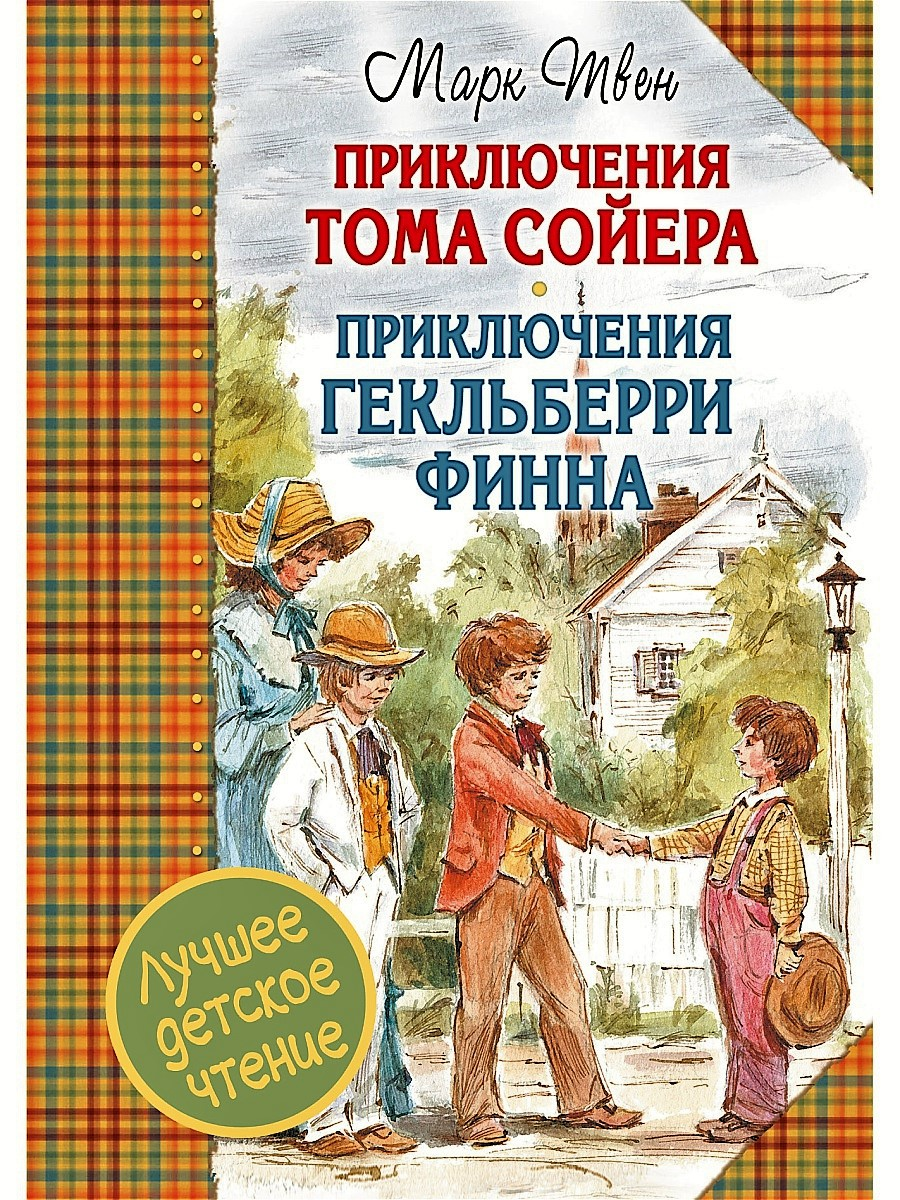 Марк Твен
ПРИКЛЮЧЕНИЯ
ТОМА СОЙЕРА
ПРИКЛЮЧЕНИЯ
ГЕКЛЬБЕРРИ
ФИННА
Лучшее
детское
чтение